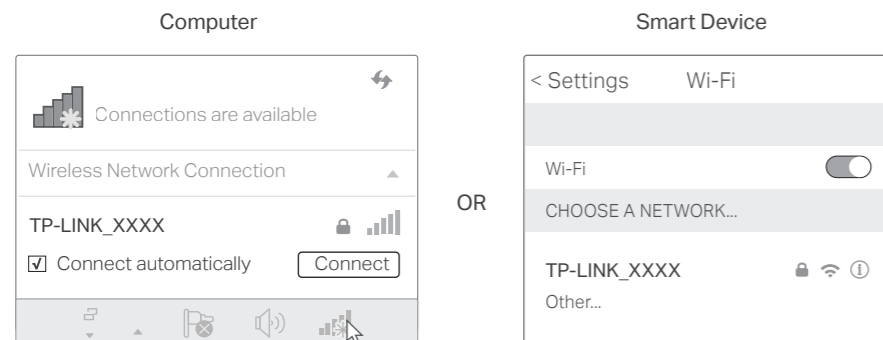 Computer
Connections are available
Wireless Network Connection
TP-LINK_XXXX
Connect automatically Connect
OR
Smart Device
< Settings Wi-Fi
Wi-Fi
CHOOSE A NETWORK...
TP-LINK_XXXX
Other...